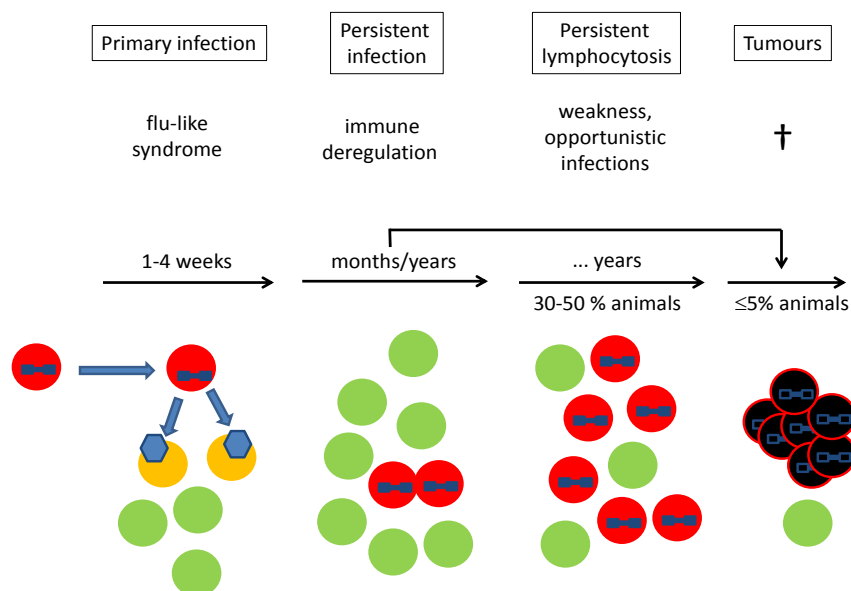 Primary infection
Persistent
infection
Persistent
lymphocytosis
Tumours
flu-like
syndrome
immune
deregulation
weakness,
opportunistic
infections
†
1-4 weeks
months/years
... years
30-50 % animals
≤5% animals